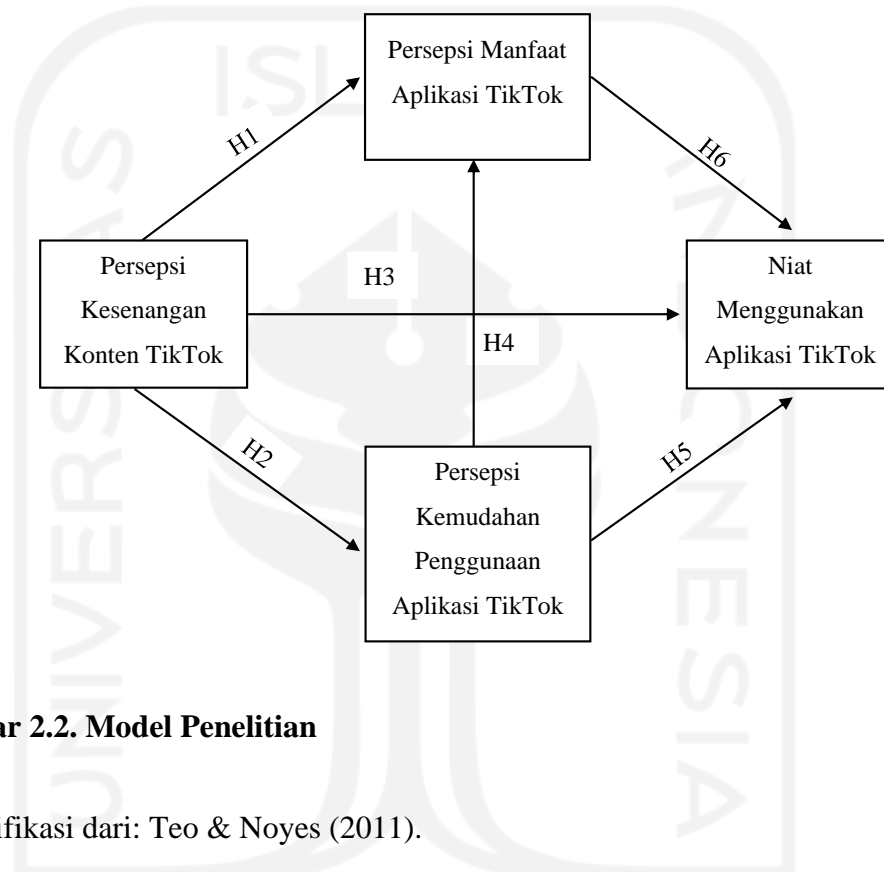 Persepsi Manfaat
Aplikasi TikTok
H1
H6
Persepsi
Kesenangan
Konten TikTok
H3
Niat
Menggunakan
Aplikasi TikTok
H4
H2
H5
Persepsi
Kemudahan
Penggunaan
Aplikasi TikTok
ar 2.2. Model Penelitian
ifikasi dari: Teo & Noyes (2011).